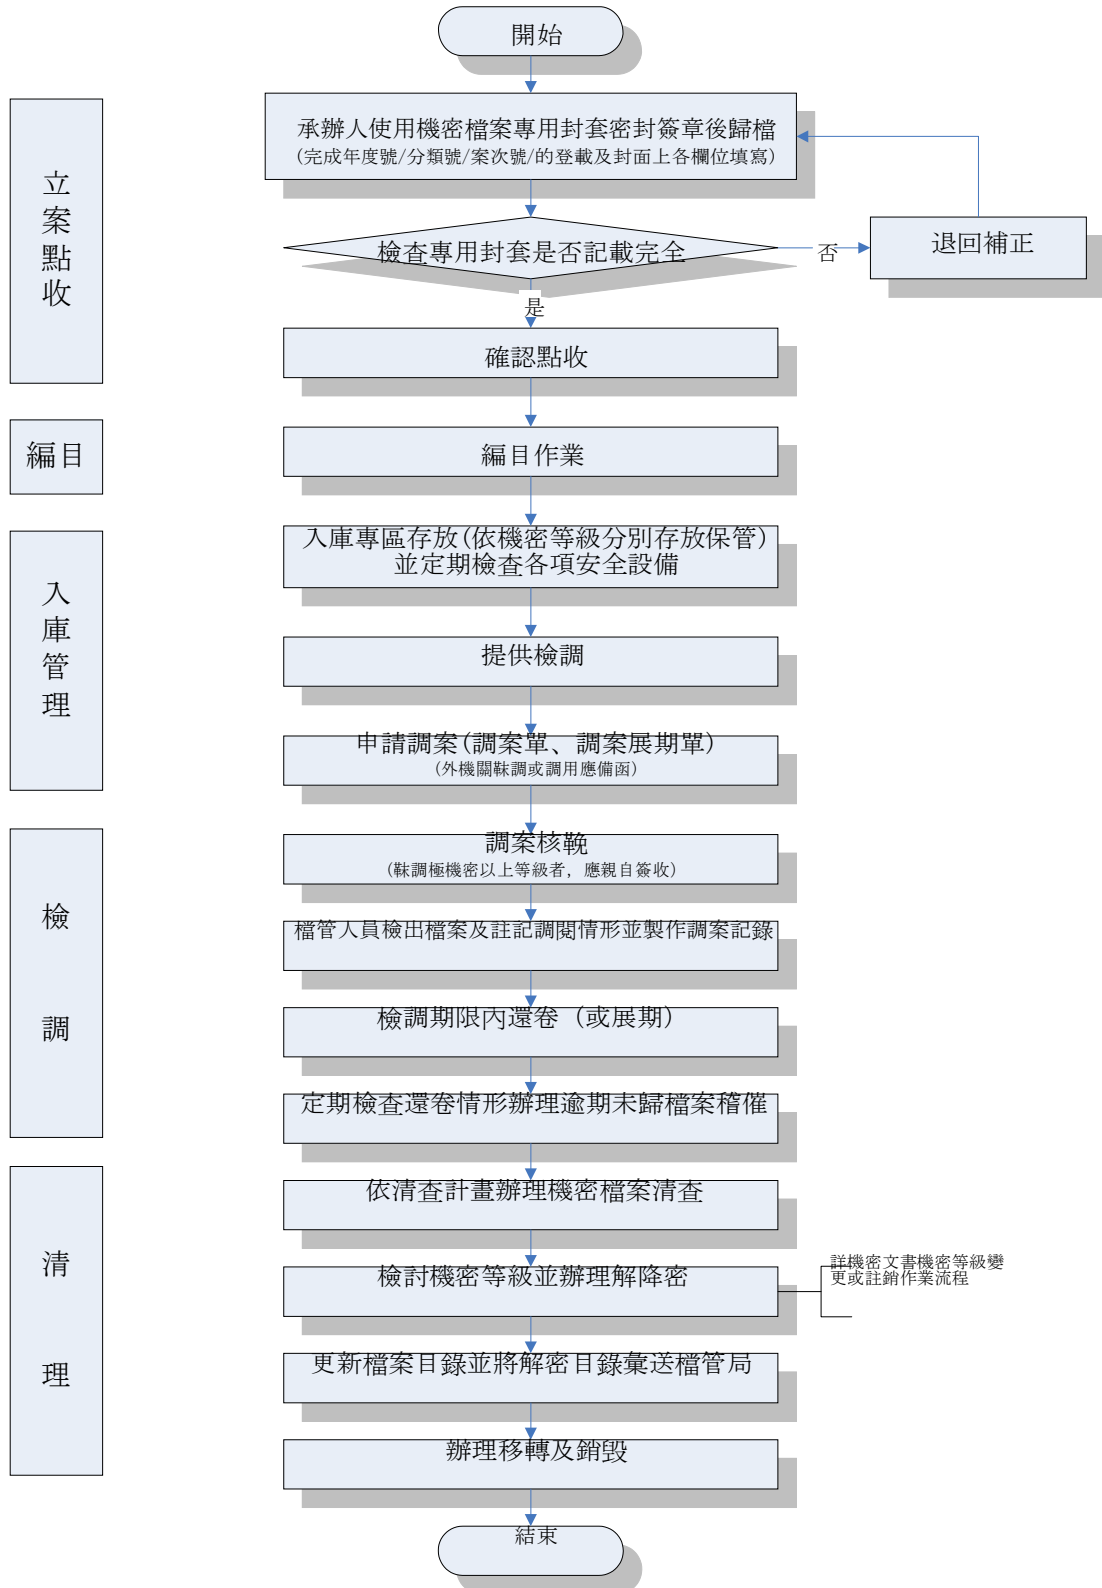 開始
立案點收
承辦人使用機密檔案專用封套密封簽章後歸檔
(完成年度號/分類號/案次號/的登載及封面上各欄位填寫)
檢查專用封套是否記載完全
否
退回補正
是
確認點收
編目
編目作業
入庫管理
入庫專區存放(依機密等級分別存放保管)
並定期檢查各項安全設備
提供檢調
申請調案(調案單、調案展期單)
(外機關借調或調用應備函)
檢調
調案核准
(借調極機密以上等級者，應親自簽收)
檔管人員檢出檔案及註記調閱情形並製作調案記錄
檢調期限內還卷（或展期）
定期檢查還卷情形辦理逾期未歸檔案稽催
清理
依清查計畫辦理機密檔案清查
檢討機密等級並辦理解降密
詳機密文書機密等級變
更或註銷作業流程
更新檔案目錄並將解密目錄彙送檔管局
辦理移轉及銷毀
結束